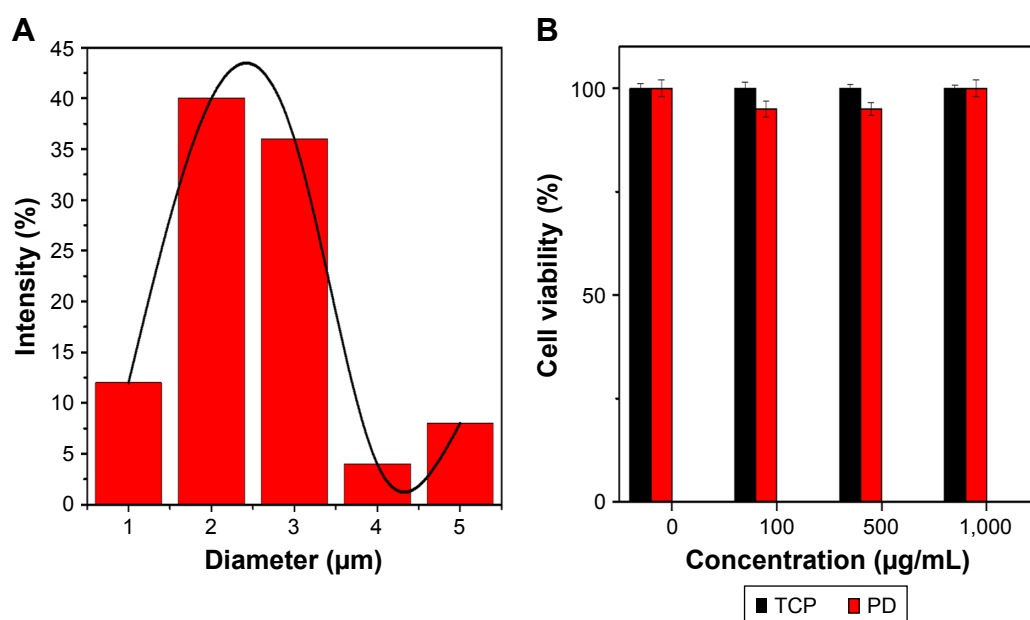 A
45
40
35
30
25
20
15
10
5
0
Intensity (%)
1 2 3 4 5
Diameter (µm)
B
100
50
0
Cell viability (%)
0 100 500 1,000
Concentration (µg/mL)
TCP PD